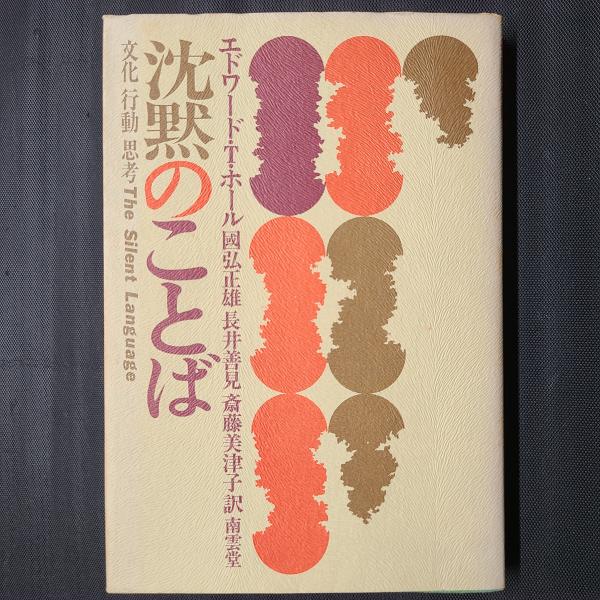 エドワード・T・ホール 國弘正雄 長井善見 斎藤美津子 訳 南雲堂
沈黙のことば
文化 行動 思考 The Silent Language